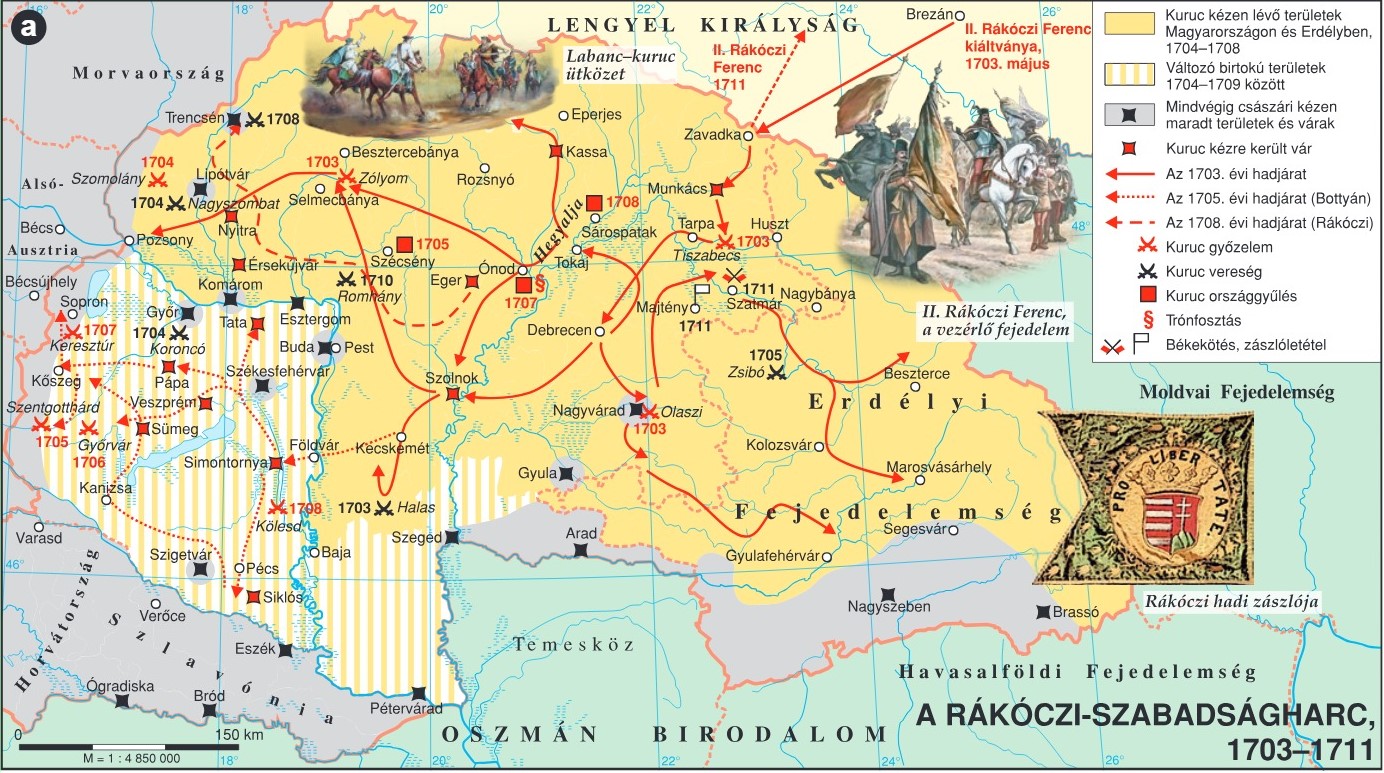 a
16°
20°
LENGYEL KIRÁLYSÁG
26°
Brezán
II. Rákóczi Ferenc
kiáltványa,
1703. május
II. Rákóczi
Ferenc
1711
Labanc–kuruc
ütközet
Morvaország
Trencsén
1708
Eperjes
Zavadka
1704
Szomolány
1703
Besztercebánya
Zólyom
Kassa
Rozsnyó
Alsó-
Ausztria
Lipótvár
1704
Nagyszombat
Selmecbánya
Munkács
Hegyalja
1708
Sárospatak
Tarpa
Huszt
48°
Bécs
Pozsony
Nyitra
1705
Szécsény
Tokaj
1703
Tiszabecs
Érsekújvár
Ónod
Bécsújhely
Komárom
1710
Romhány
Eger
1707
§
1711
Szatmár
Nagybánya
Majtény
1711
Sopron
1707
Keresztúr
Győr
1704
Koroncó
Tata
Esztergom
Debrecen
II. Rákóczi Ferenc,
a vezérlő fejedelem
Buda
Pest
Kőszeg
Pápa
Székesfehérvár
1705
Zsibó
Szolnok
Beszterce
Szentgotthárd
1705
Veszprém
Nagyvárad
Olaszi
1703
Erdélyi
Győrvár
1706
Sümeg
Földvár
Kecskemét
Kolozsvár
Simontornya
Marosvásárhely
Kanizsa
Gyula
1708
Kölesd
1703
Halas
Fejedelemség
Varasd
Szeged
Arad
Segesvár
Baja
Gyulafehérvár
Szigetvár
Pécs
46°
Siklós
Nagyszeben
Brassó
Verőce
Horvátország
Szlavónia
Eszék
Temesköz
Ógradiska
Bród
Pétervárad
Moldvai Fejedelemség
PRO LIBERTATE
Rákóczi hadi zászlója
Havasalföldi Fejedelemség
OSZMÁN BIRODALOM
0
150 km
M = 1 : 4 850 000
18°
20°
22°
24°
26°
18°
22°
Kuruc kézen lévő területek
Magyarországon és Erdélyben,
1704–1708
Változó birtokú területek
1704–1709 között
Mindvégig császári kézen
maradt területek és várak
Kuruc kézre került vár
Az 1703. évi hadjárat
Az 1705. évi hadjárat (Bottyán)
Az 1708. évi hadjárat (Rákóczi)
Kuruc győzelem
Kuruc vereség
Kuruc országgyűlés
§ Trónfosztás
Békekötés, zászlóletétel
A RÁKÓCZI-SZABADSÁGHARC,
1703–1711